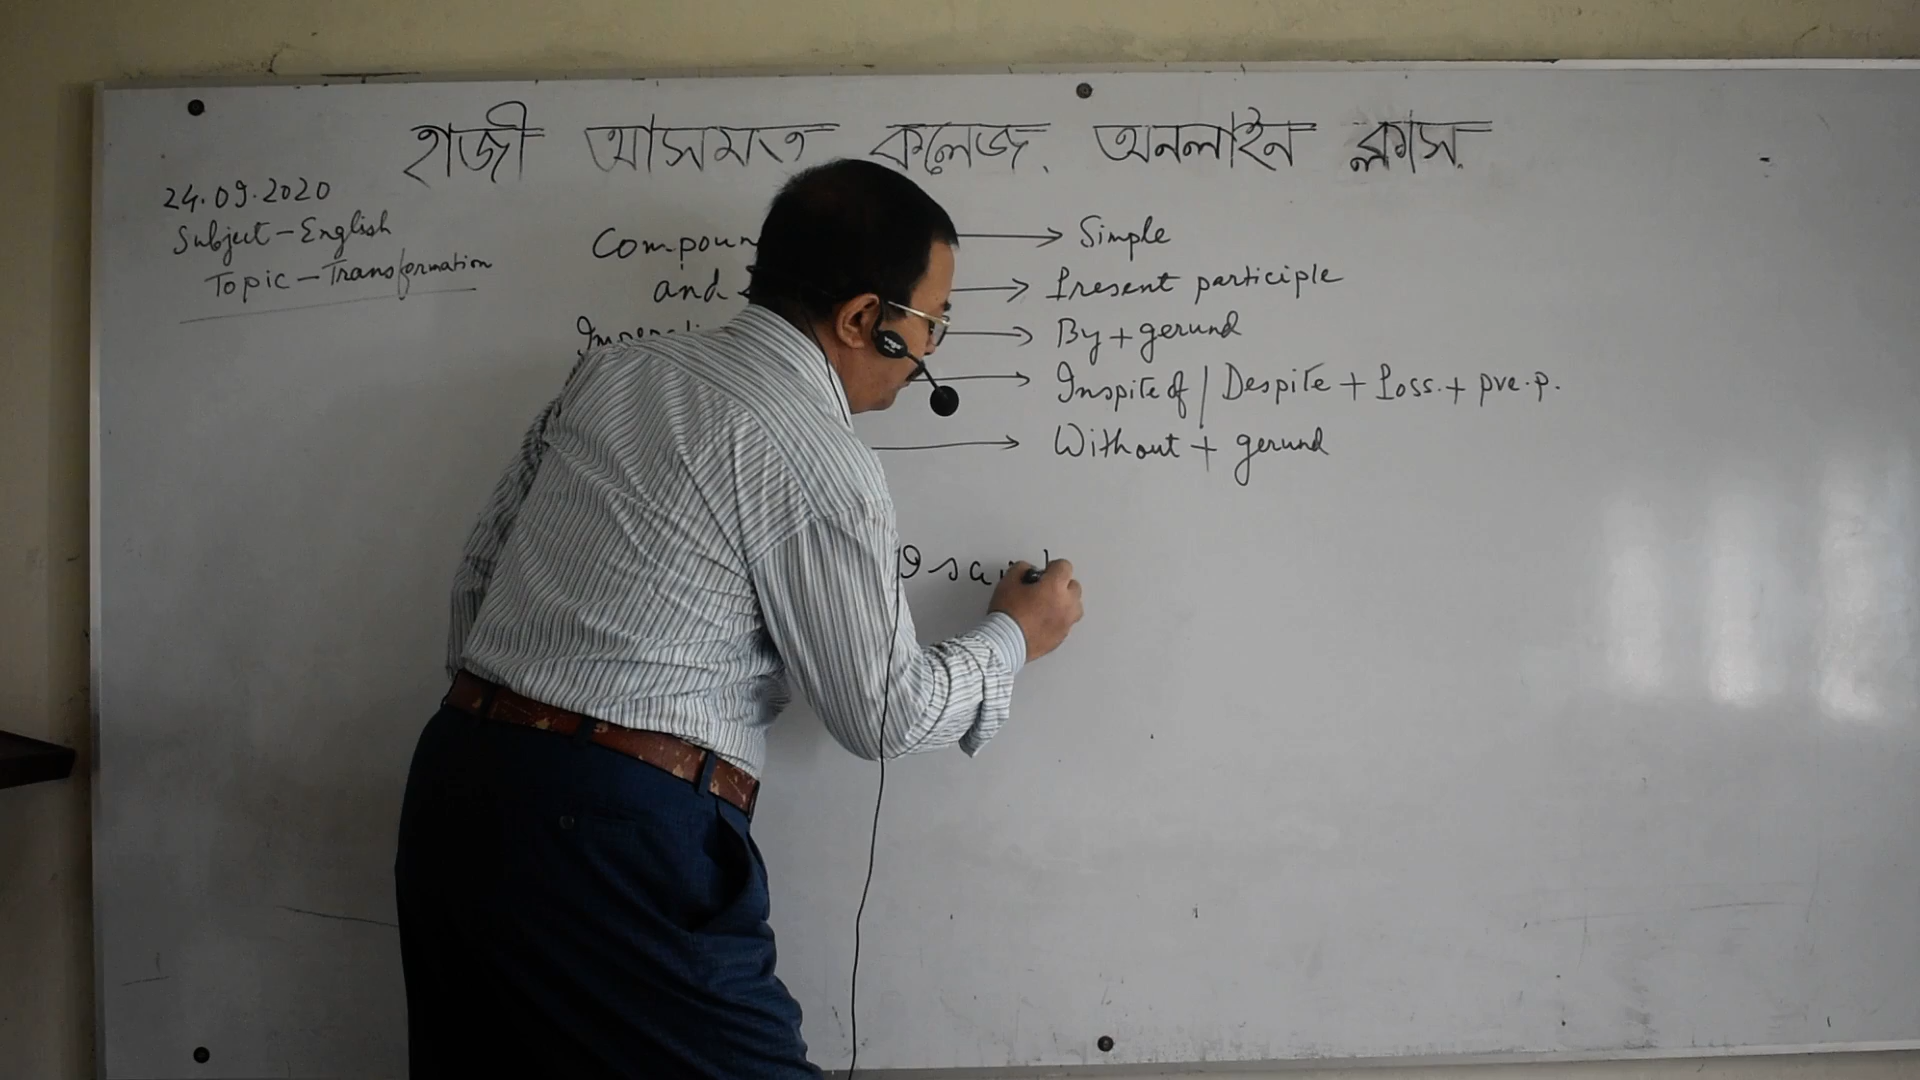 হাজী আসমত কলেজ. অনলাইন ক্লাস.
24.09.2020
Subject - English
Topic - Transformation
Compoun → Simple
and → Present participle
→ By + gerund
→ Inspite of / Despite + Poss. + pre. p.
→ Without + gerund
I said